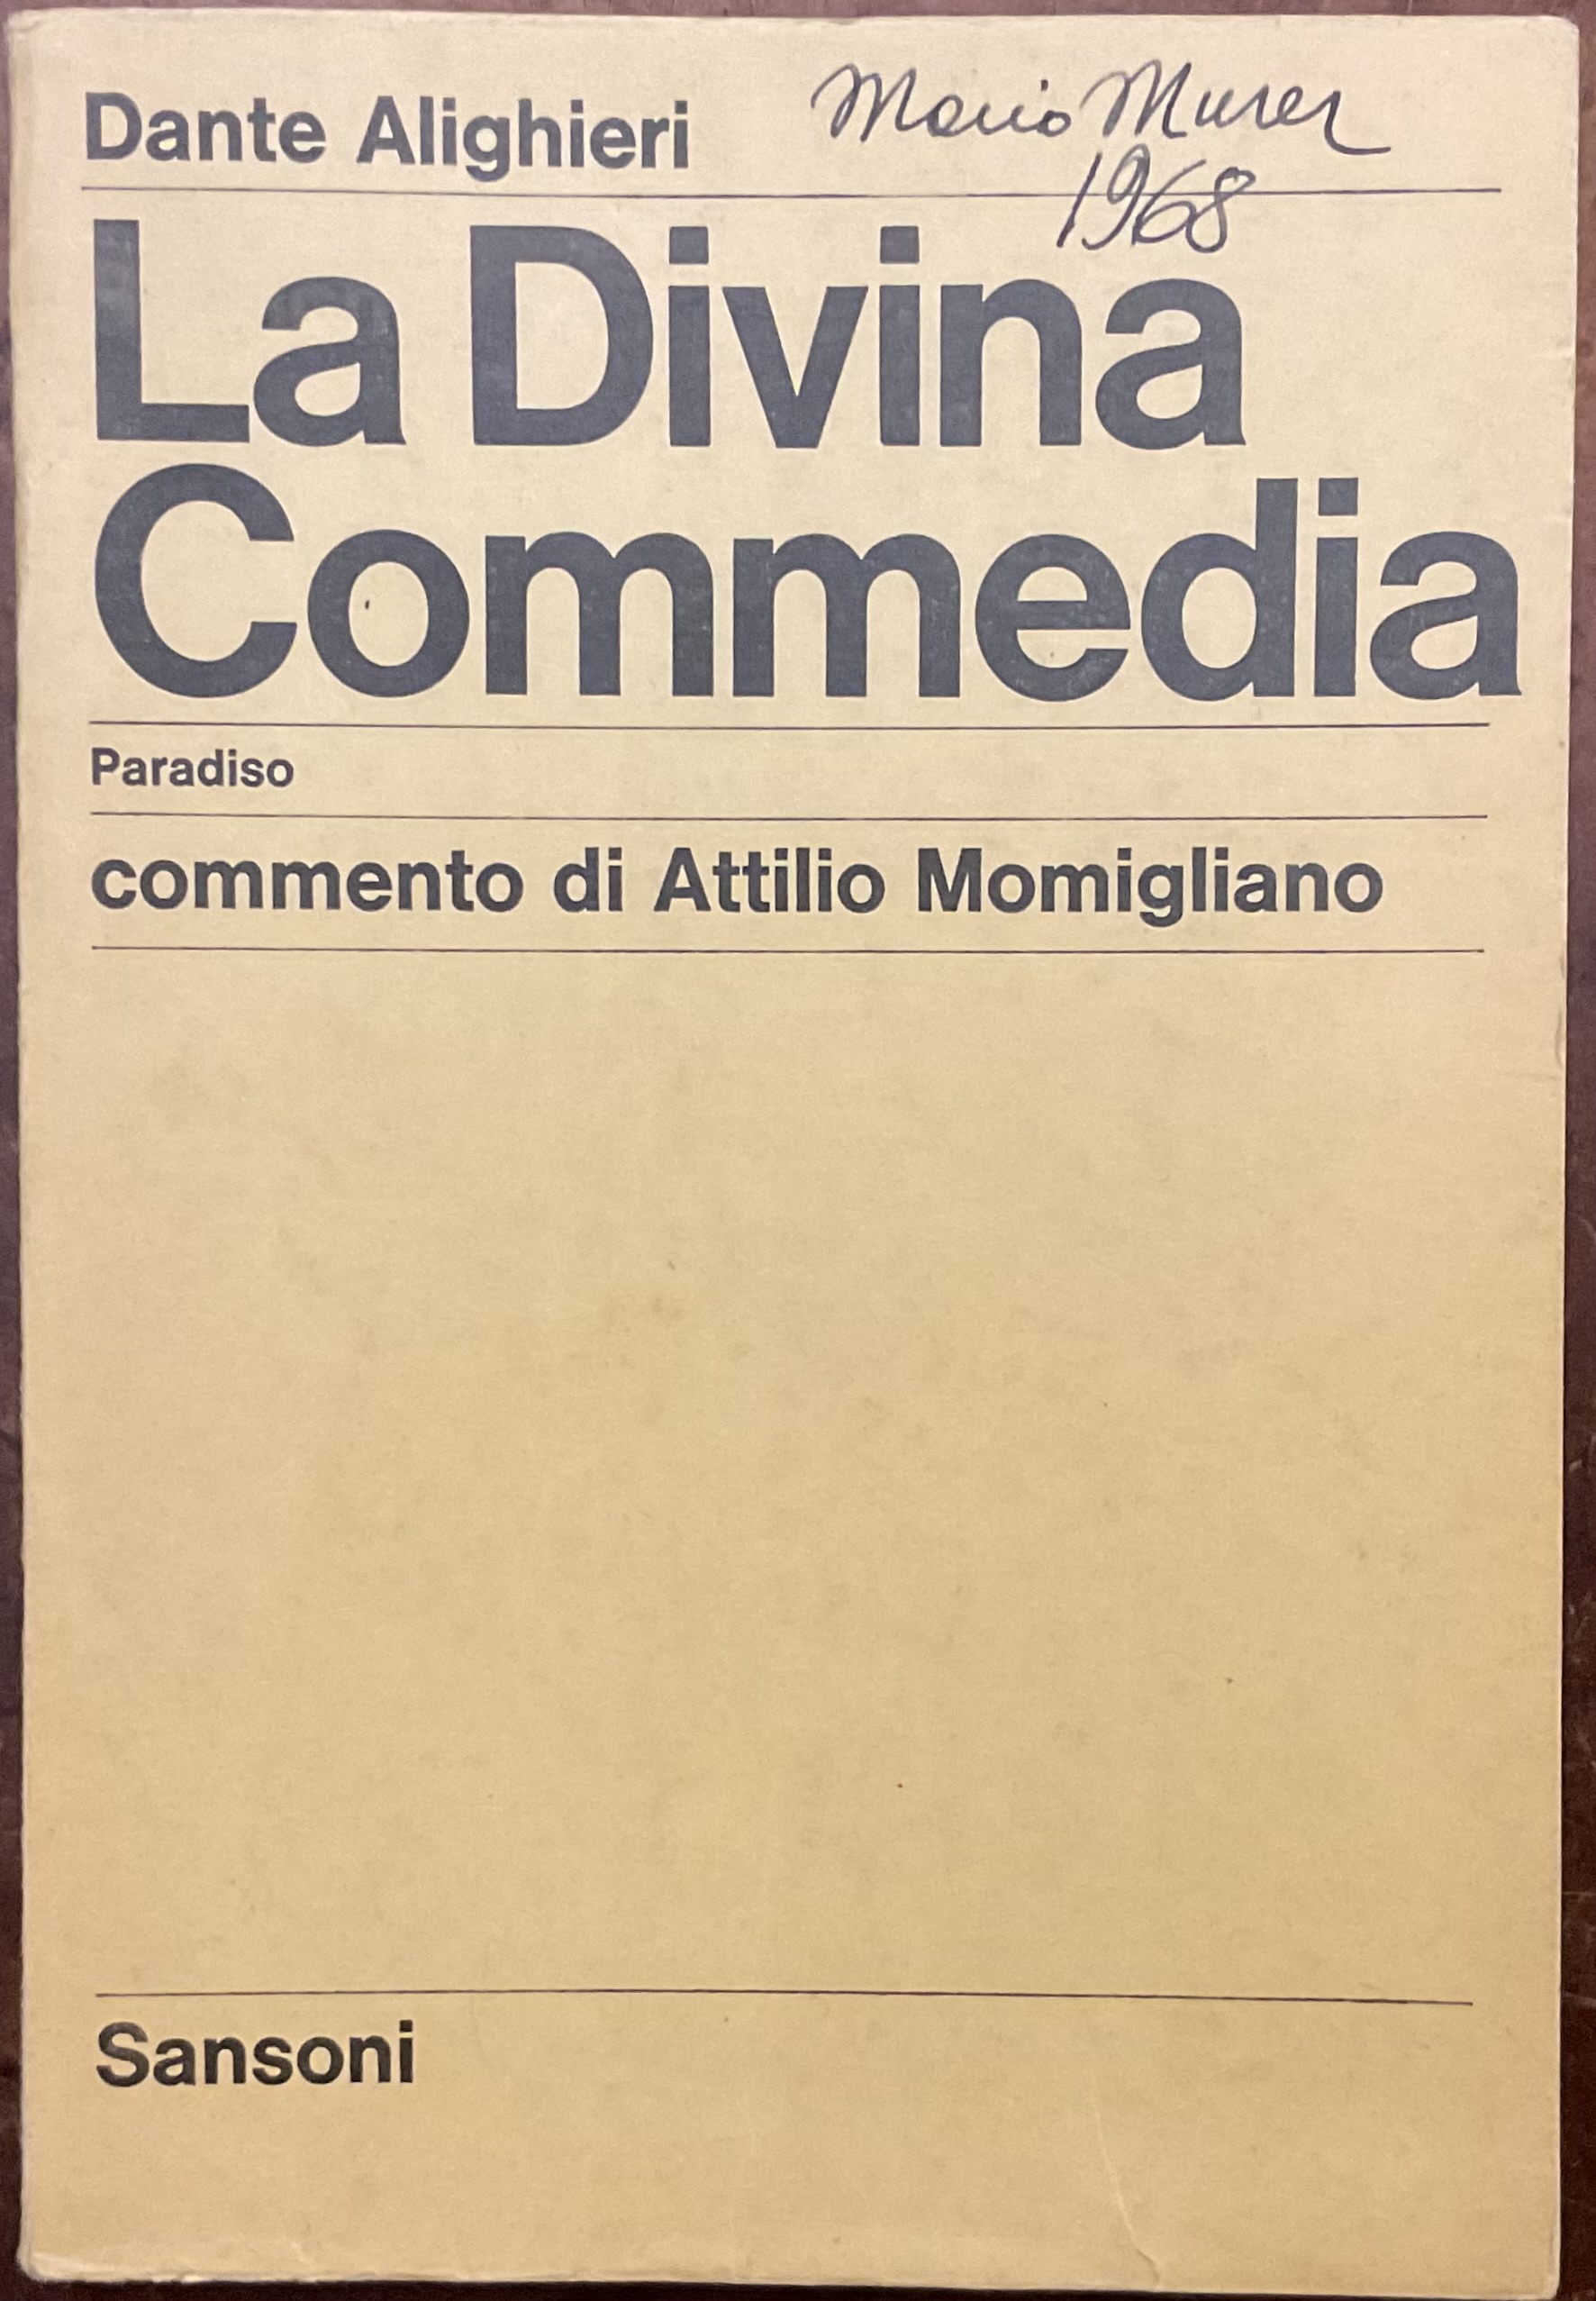 Dante Alighieri
Mario Murer
1968
La Divina
Commedia
Paradiso
commento di Attilio Momigliano
Sansoni